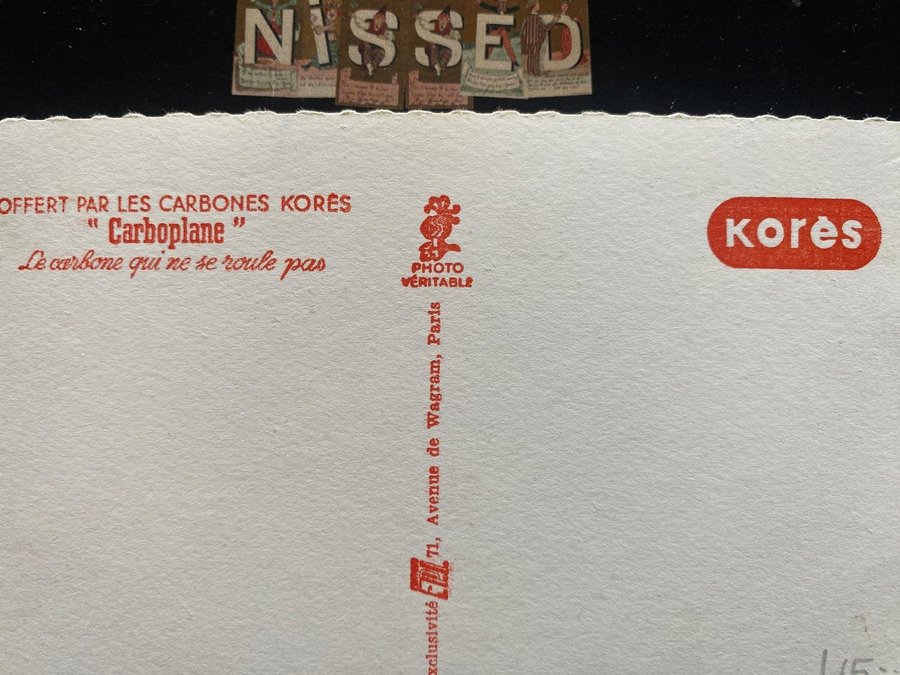 NISSED
OFFERT PAR LES CARBONES KORÈS
" Carboplane "
Le carbone qui ne se roule pas
PHOTO
VÉRITABLE
Korès
71, Avenue de Wagram, Paris